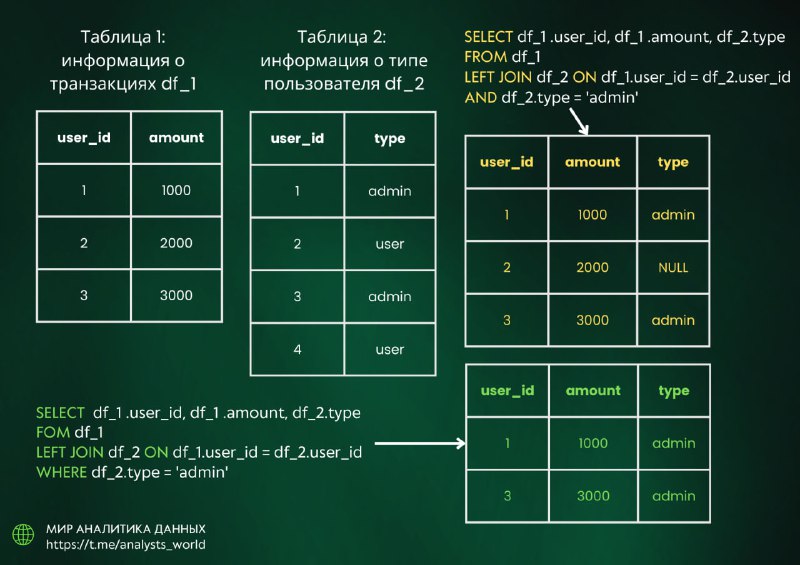 Таблица 1:
информация о
транзакциях df_1
user_id amount
1 1000
2 2000
3 3000
Таблица 2:
информация о типе
пользователя df_2
user_id type
1 admin
2 user
3 admin
4 user
SELECT df_1 .user_id, df_1 .amount, df_2.type
FROM df_1
LEFT JOIN df_2 ON df_1.user_id = df_2.user_id
AND df_2.type = 'admin'
user_id amount type
1 1000 admin
2 2000 NULL
3 3000 admin
SELECT df_1 .user_id, df_1 .amount, df_2.type
FOM df_1
LEFT JOIN df_2 ON df_1.user_id = df_2.user_id
WHERE df_2.type = 'admin'
user_id amount type
1 1000 admin
3 3000 admin
МИР АНАЛИТИКА ДАННЫХ
https://t.me/analysts_world